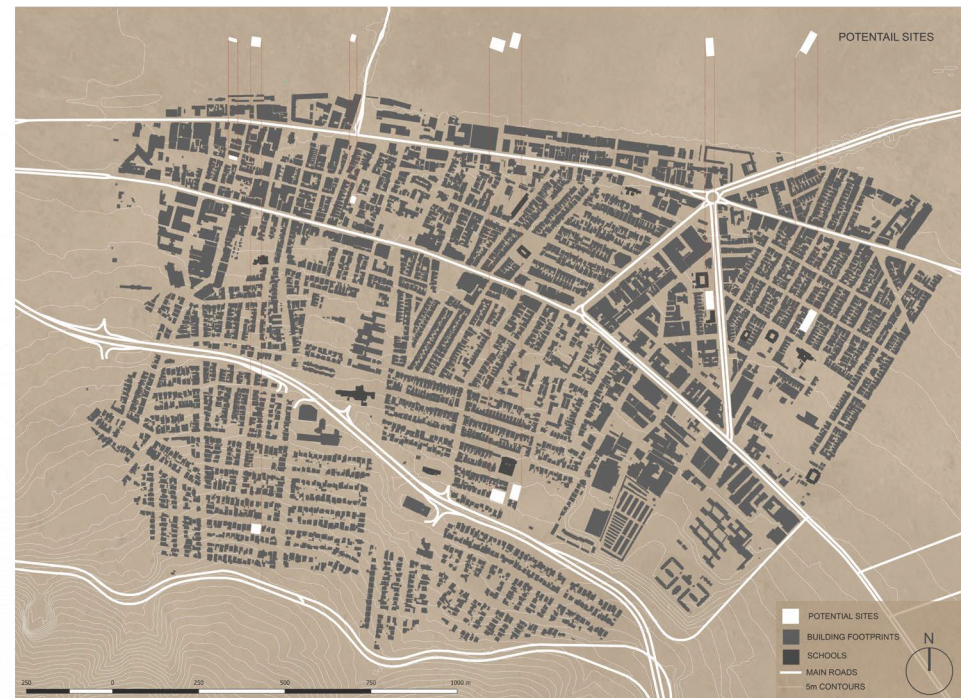 POTENTAIL SITES
POTENTIAL SITES
BUILDING FOOTPRINTS
SCHOOLS
MAIN ROADS
5m CONTOURS
N
250 0 250 500 750 1000 m